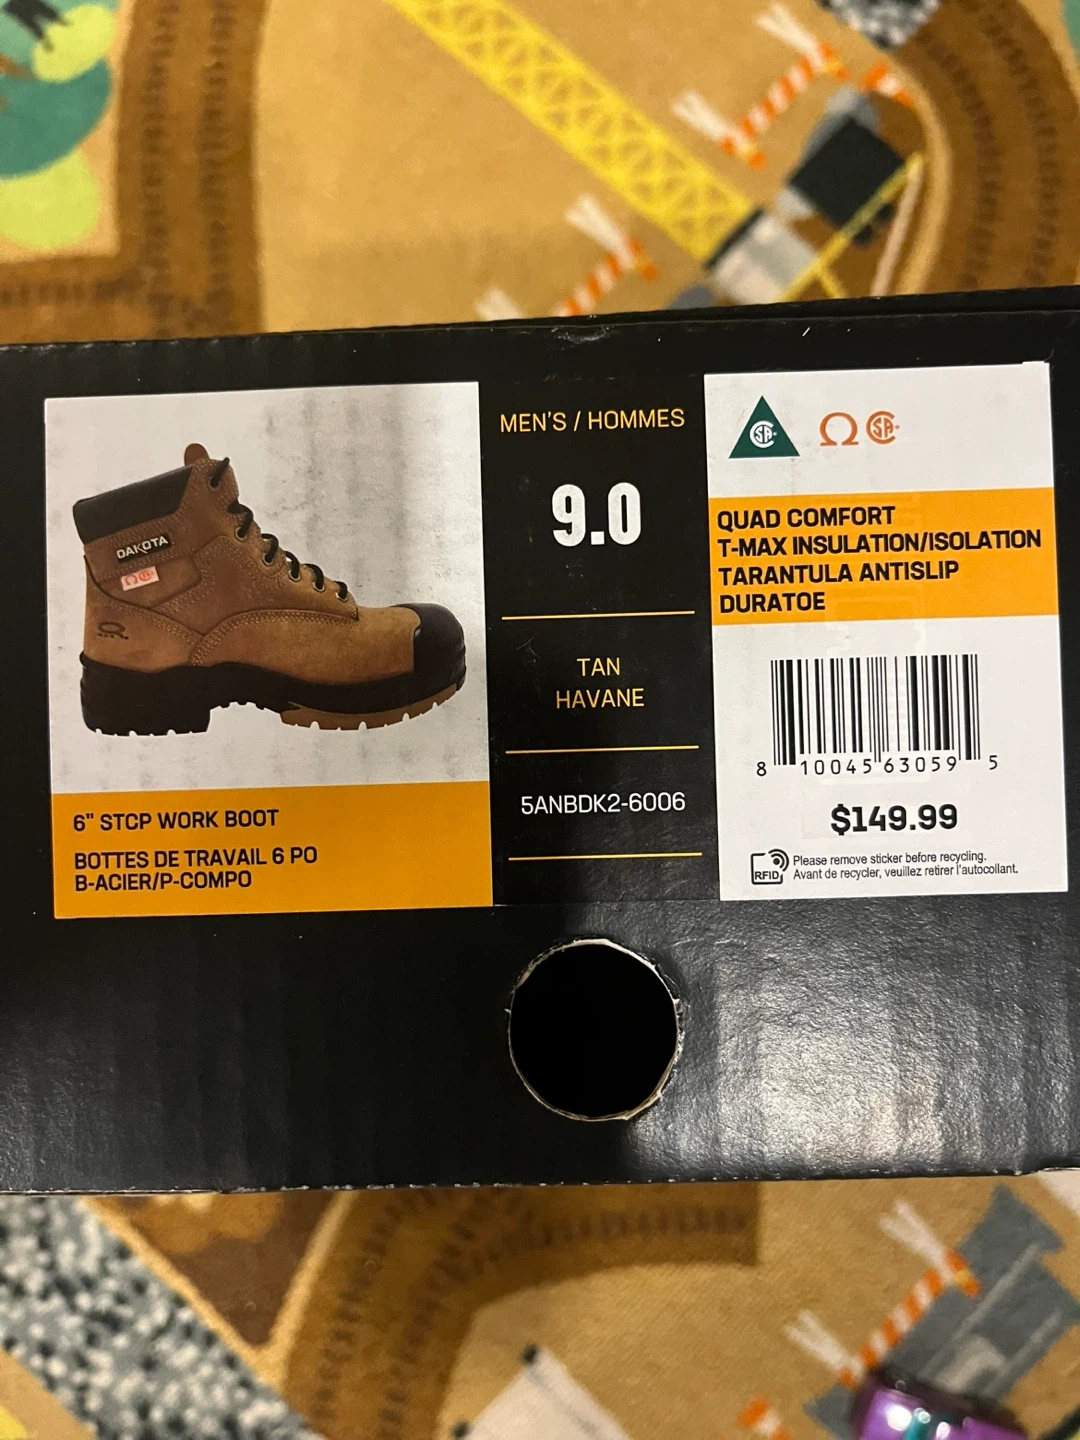 DAKOTA
6" STCP WORK BOOT
BOTTES DE TRAVAIL 6 PO
B-ACIER/P-COMPO
MEN'S / HOMMES
9.0
TAN
HAVANE
5ANBDK2-6006
CSA
Ω CSA
QUAD COMFORT
T-MAX INSULATION/ISOLATION
TARANTULA ANTISLIP
DURATOE
8 10045 63059 5
$149.99
RFID
Please remove sticker before recycling.
Avant de recycler, veuillez retirer l'autocollant.